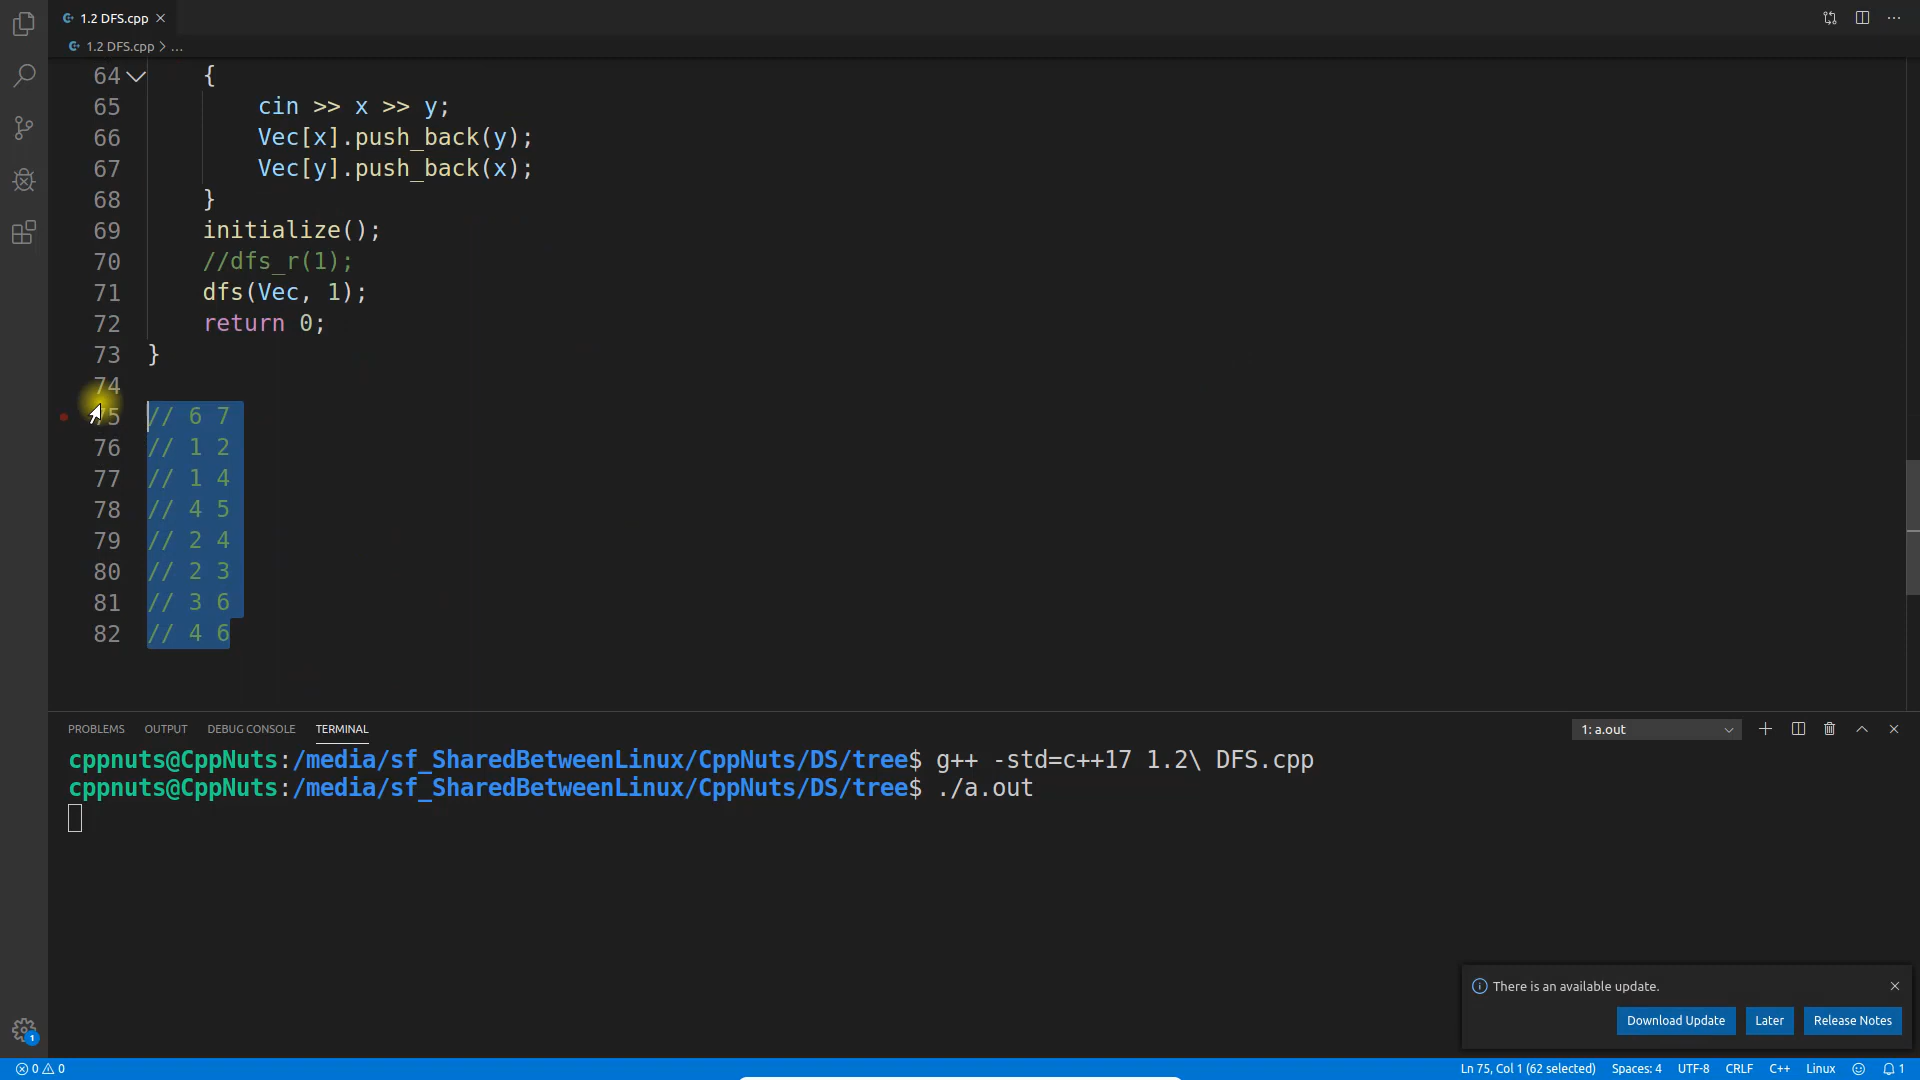 1.2 DFS.cpp
1.2 DFS.cpp > ...
64 {
65 cin >> x >> y;
66 Vec[x].push_back(y);
67 Vec[y].push_back(x);
68 }
69 initialize();
70 //dfs_r(1);
71 dfs(Vec, 1);
72 return 0;
73 }
74
75 // 6 7
76 // 1 2
77 // 1 4
78 // 4 5
79 // 2 4
80 // 2 3
81 // 3 6
82 // 4 6
PROBLEMS OUTPUT DEBUG CONSOLE TERMINAL 1: a.out
cppnuts@CppNuts:/media/sf_SharedBetweenLinux/CppNuts/DS/tree$ g++ -std=c++17 1.2\ DFS.cpp
cppnuts@CppNuts:/media/sf_SharedBetweenLinux/CppNuts/DS/tree$ ./a.out
There is an available update.
Download Update Later Release Notes
1
0 0 Ln 75, Col 1 (62 selected) Spaces: 4 UTF-8 CRLF C++ Linux 1